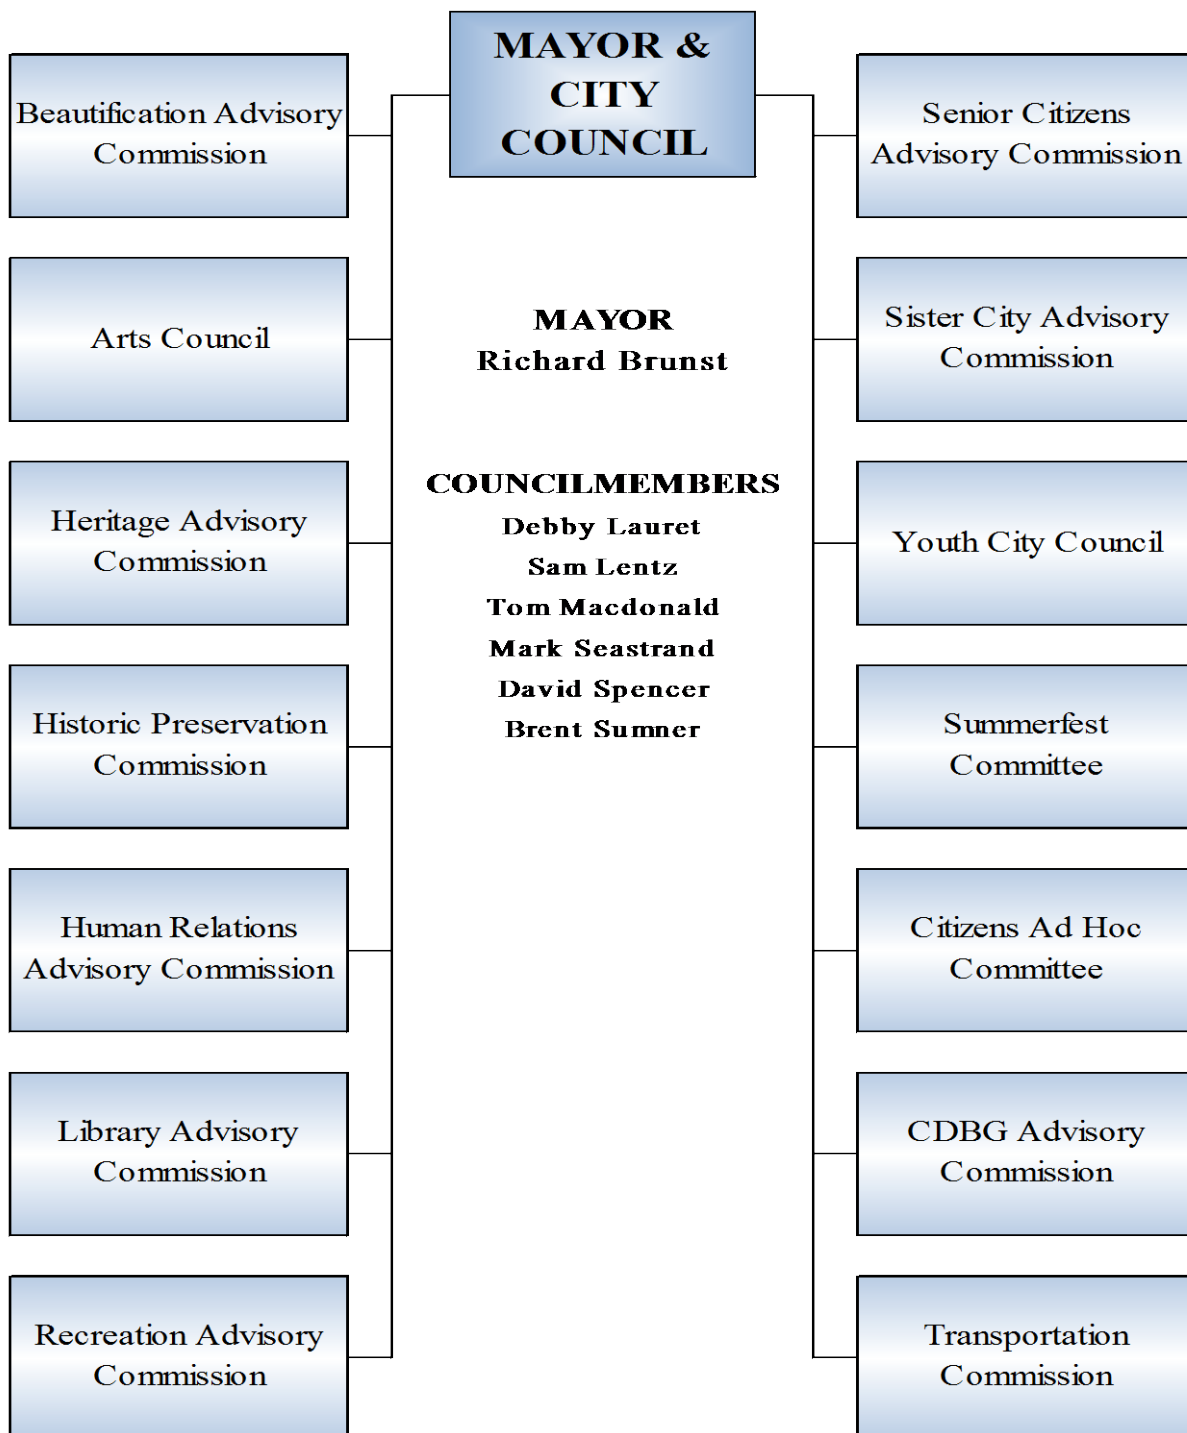 MAYOR &
CITY
COUNCIL
Beautification Advisory
Commission
Arts Council
Heritage Advisory
Commission
Historic Preservation
Commission
Human Relations
Advisory Commission
Library Advisory
Commission
Recreation Advisory
Commission
MAYOR
Richard Brunst
COUNCILMEMBERS
Debby Lauret
Sam Lentz
Tom Macdonald
Mark Seastrand
David Spencer
Brent Sumner
Senior Citizens
Advisory Commission
Sister City Advisory
Commission
Youth City Council
Summerfest
Committee
Citizens Ad Hoc
Committee
CDBG Advisory
Commission
Transportation
Commission